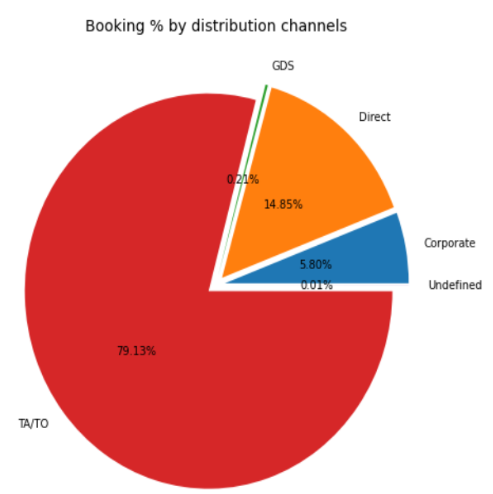 Booking % by distribution channels
GDS
Direct
0.21%
14.85%
Corporate
5.80%
0.01%
Undefined
79.13%
TA/TO